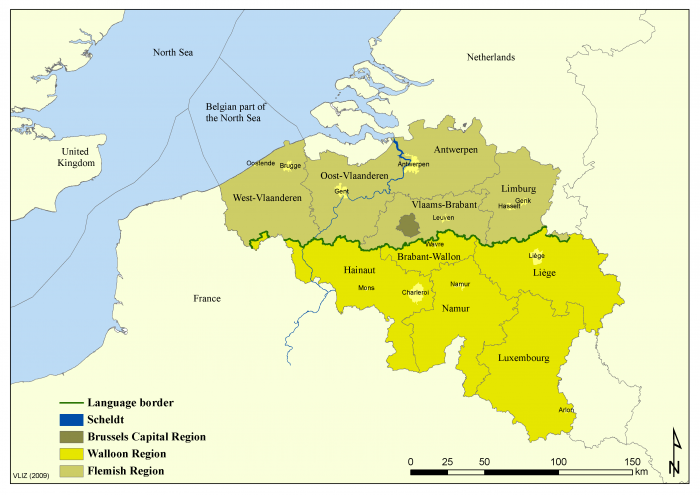 North Sea
Netherlands
Belgian part of
the North Sea
United
Kingdom
Antwerpen
Oostende
Brugge
Antwerpen
Oost-Vlaanderen
Gent
Limburg
West-Vlaanderen
Vlaams-Brabant
Genk
Hasselt
Leuven
Wavre
Brabant-Wallon
Liège
Hainaut
Liège
Mons
Charleroi
Namur
France
Namur
Luxembourg
Arlon
Language border
Scheldt
Brussels Capital Region
Walloon Region
Flemish Region
VLIZ (2009)
0 25 50 100 150
km
N